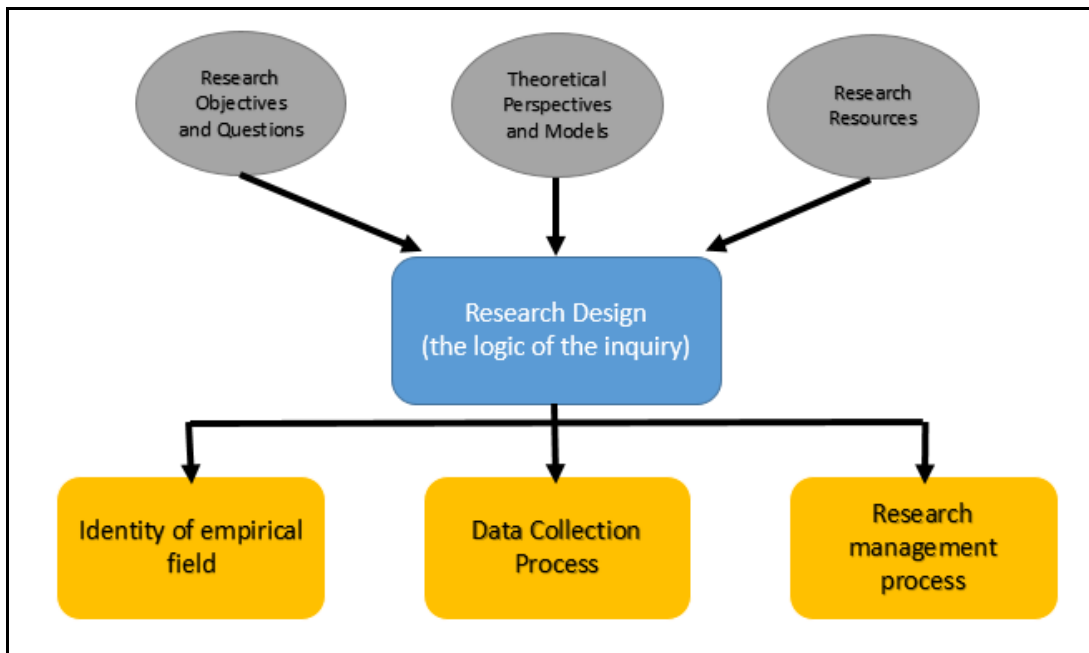 Research
Objectives
and Questions
Theoretical
Perspectives
and Models
Research
Resources
Research Design
(the logic of the inquiry)
Identity of empirical
field
Data Collection
Process
Research
management
process